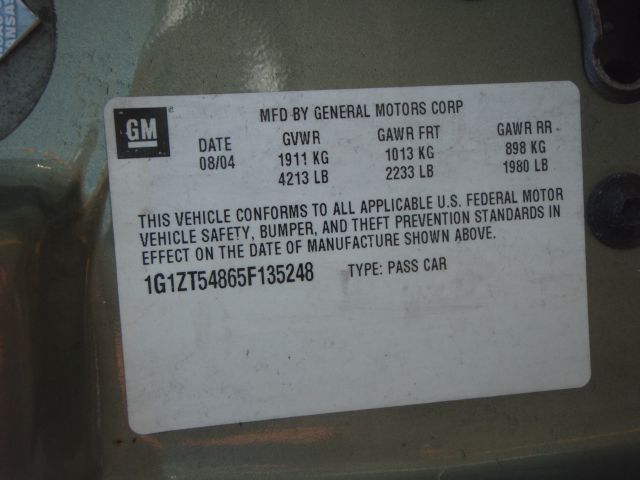 KANSAS
GM
MFD BY GENERAL MOTORS CORP
DATE GVWR GAWR FRT GAWR RR
08/04 1911 KG 1013 KG 898 KG
4213 LB 2233 LB 1980 LB
THIS VEHICLE CONFORMS TO ALL APPLICABLE U.S. FEDERAL MOTOR
VEHICLE SAFETY, BUMPER, AND THEFT PREVENTION STANDARDS IN
EFFECT ON THE DATE OF MANUFACTURE SHOWN ABOVE.
1G1ZT54865F135248 TYPE: PASS CAR